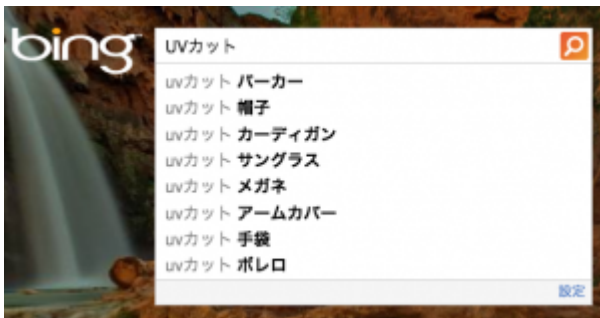 bing
UVカット
uvカット パーカー
uvカット 帽子
uvカット カーディガン
uvカット サングラス
uvカット メガネ
uvカット アームカバー
uvカット 手袋
uvカット ボレロ
設定